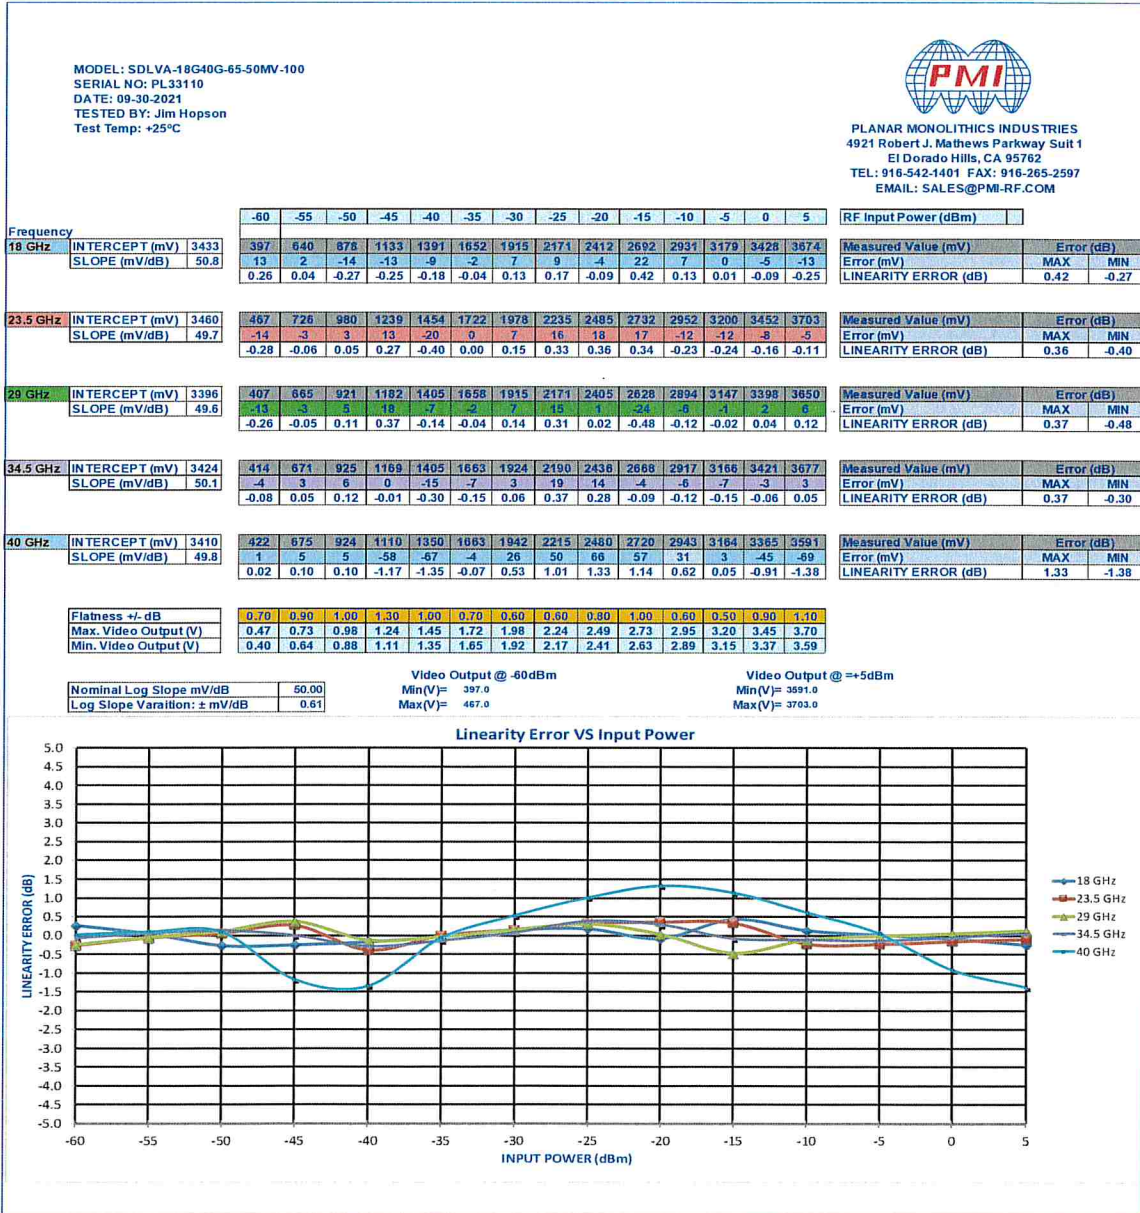 MODEL: SDLVA-18G40G-65-50MV-100
SERIAL NO: PL33110
DATE: 09-30-2021
TESTED BY: Jim Hopson
Test Temp: +25ºC
PMI
PLANAR MONOLITHICS INDUSTRIES
4921 Robert J. Mathews Parkway Suit 1
El Dorado Hills, CA 95762
TEL: 916-542-1401 FAX: 916-265-2597
EMAIL: SALES@PMI-RF.COM
-60 -55 -50 -45 -40 -35 -30 -25 -20 -15 -10 -5 0 5 RF Input Power (dBm)
Frequency
18 GHz INTERCEPT (mV) 3433 397 640 878 1133 1391 1652 1915 2171 2412 2692 2931 3179 3428 3674 Measured Value (mV) Error (dB)
SLOPE (mV/dB) 50.8 13 2 -14 -13 -9 -2 7 9 -4 22 7 0 -5 -13 Error (mV) MAX MIN
0.26 0.04 -0.27 -0.25 -0.18 -0.04 0.13 0.17 -0.09 0.42 0.13 0.01 -0.09 -0.25 LINEARITY ERROR (dB) 0.42 -0.27
23.5 GHz INTERCEPT (mV) 3460 467 726 980 1239 1454 1722 1978 2235 2485 2732 2952 3200 3452 3703 Measured Value (mV) Error (dB)
SLOPE (mV/dB) 49.7 -14 -3 3 13 -20 0 7 16 18 17 -12 -12 -8 -5 Error (mV) MAX MIN
-0.28 -0.06 0.05 0.27 -0.40 0.00 0.15 0.33 0.36 0.34 -0.23 -0.24 -0.16 -0.11 LINEARITY ERROR (dB) 0.36 -0.40
29 GHz INTERCEPT (mV) 3396 407 665 921 1182 1405 1658 1915 2171 2405 2628 2894 3147 3398 3650 Measured Value (mV) Error (dB)
SLOPE (mV/dB) 49.6 -13 -3 5 18 -7 -2 7 15 1 -24 -6 -1 2 6 Error (mV) MAX MIN
-0.26 -0.05 0.11 0.37 -0.14 -0.04 0.14 0.31 0.02 -0.48 -0.12 -0.02 0.04 0.12 LINEARITY ERROR (dB) 0.37 -0.48
34.5 GHz INTERCEPT (mV) 3424 414 671 925 1169 1405 1663 1924 2190 2436 2668 2917 3166 3421 3677 Measured Value (mV) Error (dB)
SLOPE (mV/dB) 50.1 -4 3 6 0 -15 -7 3 19 14 -4 -6 -7 -3 3 Error (mV) MAX MIN
-0.08 0.05 0.12 -0.01 -0.30 -0.15 0.06 0.37 0.28 -0.09 -0.12 -0.15 -0.06 0.05 LINEARITY ERROR (dB) 0.37 -0.30
40 GHz INTERCEPT (mV) 3410 422 675 924 1110 1350 1663 1942 2215 2480 2720 2943 3164 3365 3591 Measured Value (mV) Error (dB)
SLOPE (mV/dB) 49.8 1 5 5 -58 -67 -4 26 50 66 57 31 3 -45 -69 Error (mV) MAX MIN
0.02 0.10 0.10 -1.17 -1.35 -0.07 0.53 1.01 1.33 1.14 0.62 0.05 -0.91 -1.38 LINEARITY ERROR (dB) 1.33 -1.38
Flatness +/- dB 0.70 0.90 1.00 1.30 1.00 0.70 0.60 0.60 0.80 1.00 0.60 0.50 0.90 1.10
Max. Video Output (V) 0.47 0.73 0.98 1.24 1.45 1.72 1.98 2.24 2.49 2.73 2.95 3.20 3.45 3.70
Min. Video Output (V) 0.40 0.64 0.88 1.11 1.35 1.65 1.92 2.17 2.41 2.63 2.89 3.15 3.37 3.59
Video Output @ -60dBm Video Output @ =+5dBm
Nominal Log Slope mV/dB 50.00 Min(V)= 397.0 Min(V)= 3591.0
Log Slope Varaition: ± mV/dB 0.61 Max(V)= 467.0 Max(V)= 3703.0
Linearity Error VS Input Power
5.0
4.5
4.0
3.5
3.0
2.5
2.0
1.5
1.0
0.5
0.0
-0.5
-1.0
-1.5
-2.0
-2.5
-3.0
-3.5
-4.0
-4.5
-5.0
LINEARITY ERROR (dB)
18 GHz
23.5 GHz
29 GHz
34.5 GHz
40 GHz
-60 -55 -50 -45 -40 -35 -30 -25 -20 -15 -10 -5 0 5
INPUT POWER (dBm)